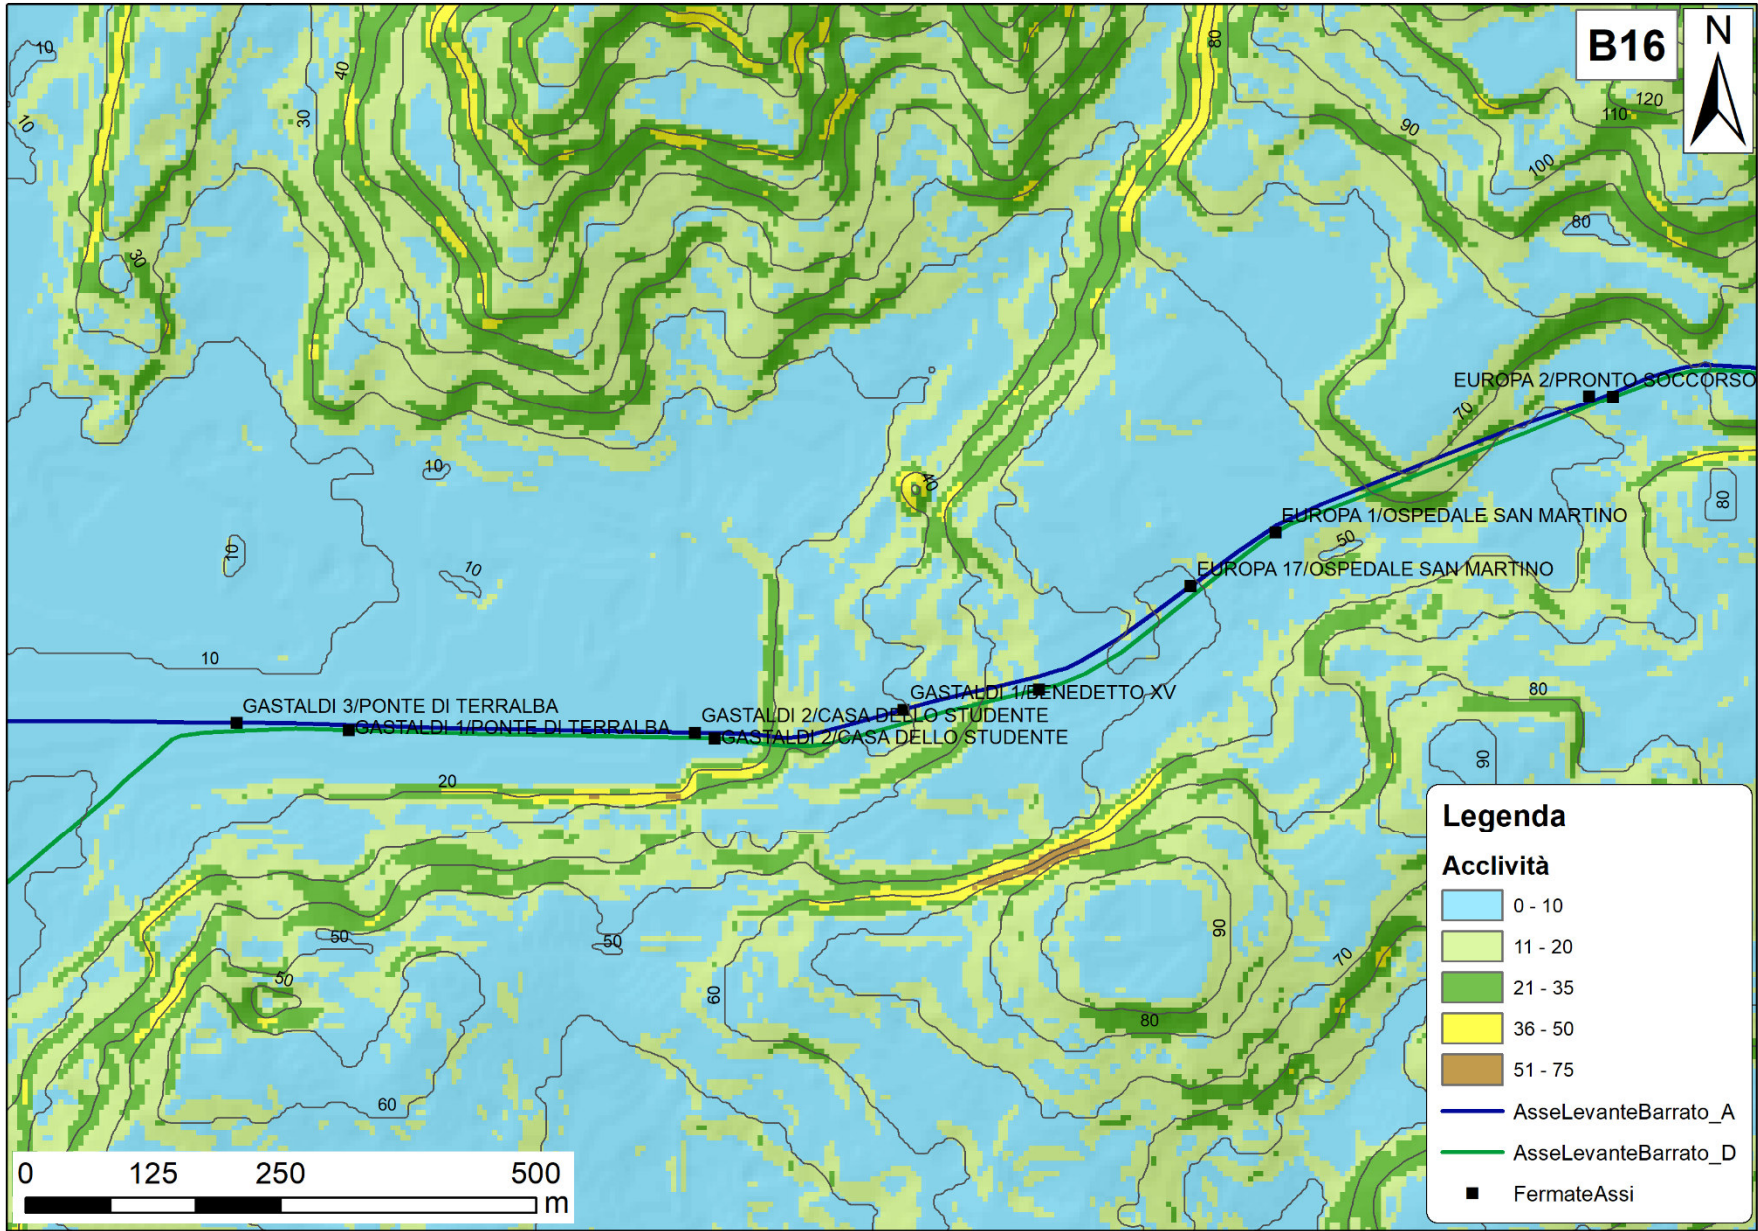 B16
N
10
40
80
30
10
90
120
110
100
80
30
EUROPA 2/PRONTO SOCCORSO
70
10
40
80
EUROPA 1/OSPEDALE SAN MARTINO
50
10
10
EUROPA 17/OSPEDALE SAN MARTINO
10
GASTALDI 1/BENEDETTO XV
80
GASTALDI 3/PONTE DI TERRALBA
GASTALDI 2/CASA DELLO STUDENTE
GASTALDI 1/PONTE DI TERRALBA
GASTALDI 2/CASA DELLO STUDENTE
90
20
50
50
90
70
50
60
80
60
Legenda
Acclività
0 - 10
11 - 20
21 - 35
36 - 50
51 - 75
AsseLevanteBarrato_A
AsseLevanteBarrato_D
FermateAssi
0 125 250 500
m